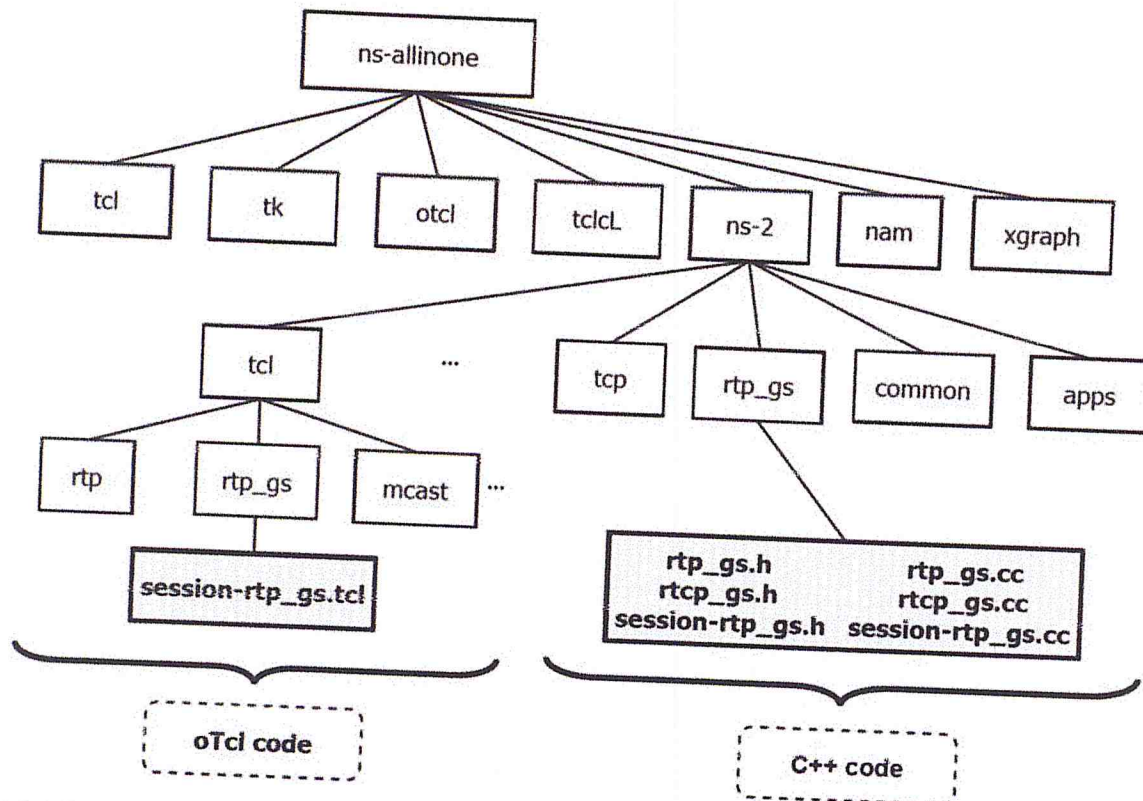 ns-allinone
tcl
tk
otcl
tclcL
ns-2
nam
xgraph
tcl
...
tcp
rtp_gs
common
apps
rtp
rtp_gs
mcast
...
session-rtp_gs.tcl
rtp_gs.h rtp_gs.cc
rtcp_gs.h rtcp_gs.cc
session-rtp_gs.h session-rtp_gs.cc
oTcl code
C++ code